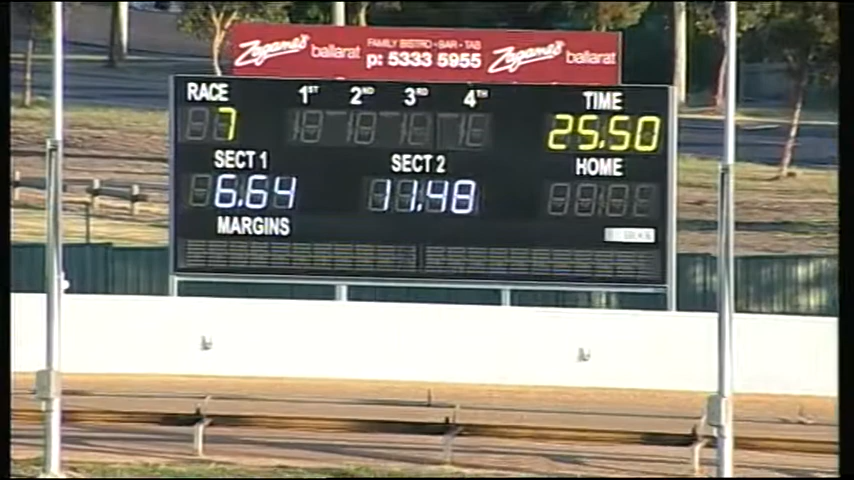 Zagame's ballarat FAMILY BISTRO • BAR • TAB Zagame's ballarat
p: 5333 5955
RACE 1ST 2ND 3RD 4TH TIME
7 25.50
SECT 1 SECT 2 HOME
6.64 11.48
MARGINS